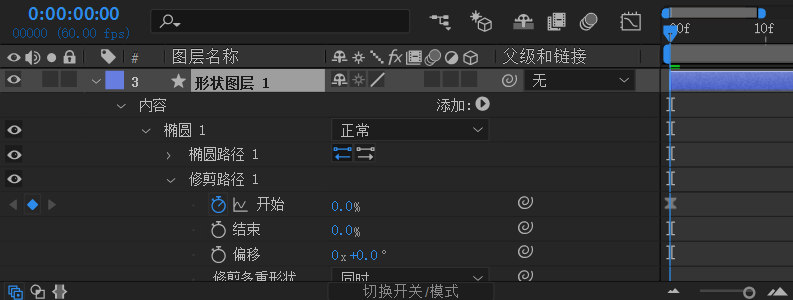 0:00:00:00
00000 (60.00 fps)
00f 10f
# 图层名称 fx 父级和链接
3 形状图层 1 无
内容 添加:
椭圆 1 正常
椭圆路径 1
修剪路径 1
开始 0.0%
结束 0.0%
偏移 0x+0.0°
修剪多重形状 同时
切换开关/模式